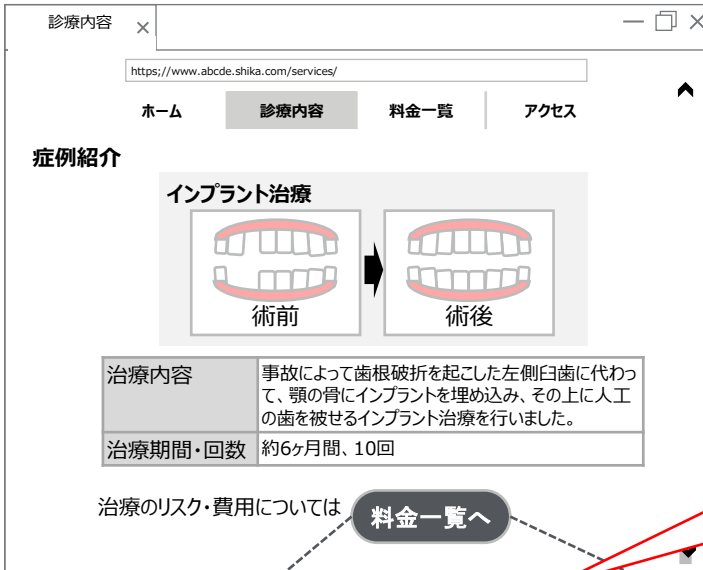 診療内容
https;//www.abcde.shika.com/services/
ホーム 診療内容 料金一覧 アクセス
症例紹介
インプラント治療
術前 術後
治療内容 事故によって歯根破折を起こした左側臼歯に代わっ
て、顎の骨にインプラントを埋め込み、その上に人工
の歯を被せるインプラント治療を行いました。
治療期間・回数 約6ヶ月間、10回
治療のリスク・費用については 料金一覧へ